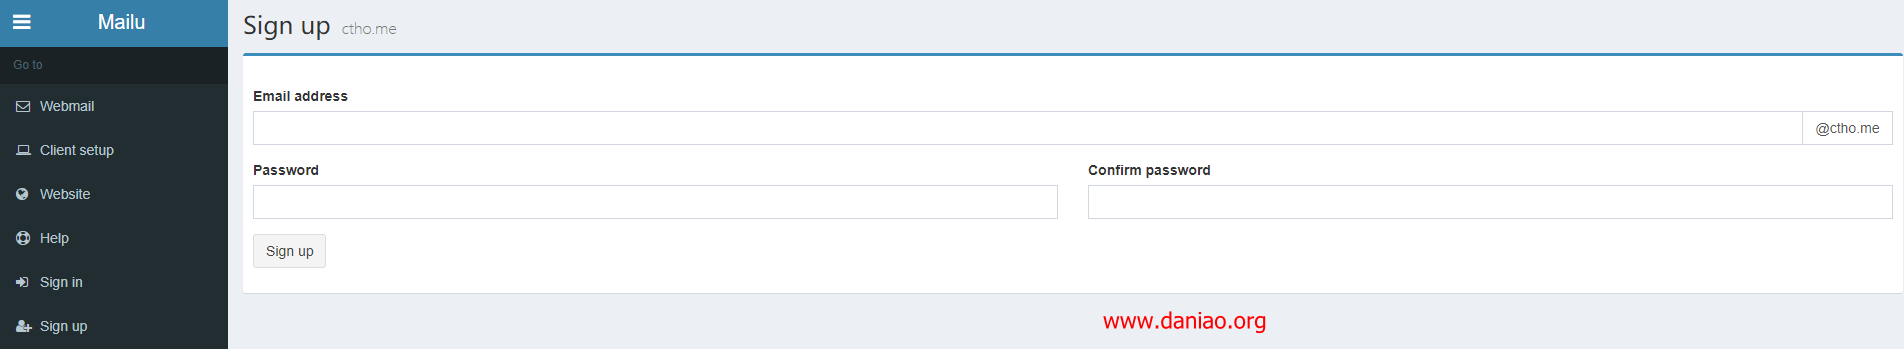 Mailu
Go to
Webmail
Client setup
Website
Help
Sign in
Sign up
Sign up ctho.me
Email address
@ctho.me
Password Confirm password
Sign up
www.daniao.org